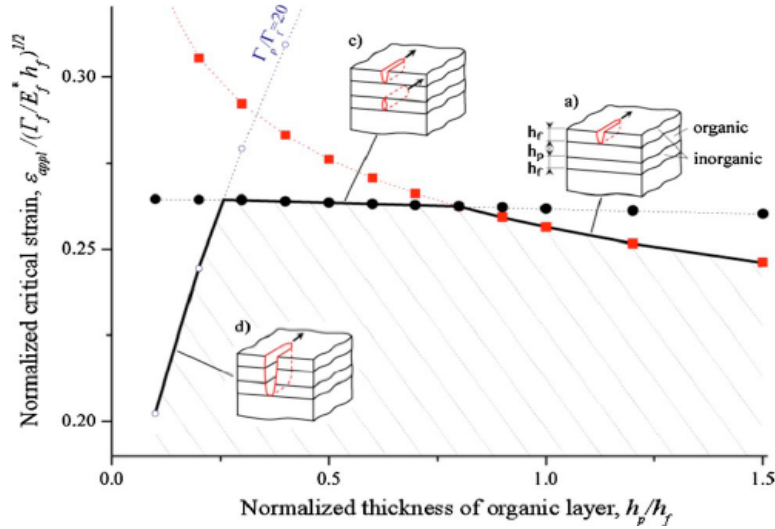 Γp/Γf=20
c)
0.30
a)
hf
organic
hp
inorganic
hf
Normalized critical strain, εappl /(Γf/E*f hf)1/2
0.25
d)
0.20
0.0
0.5
1.0
1.5
Normalized thickness of organic layer, hp/hf